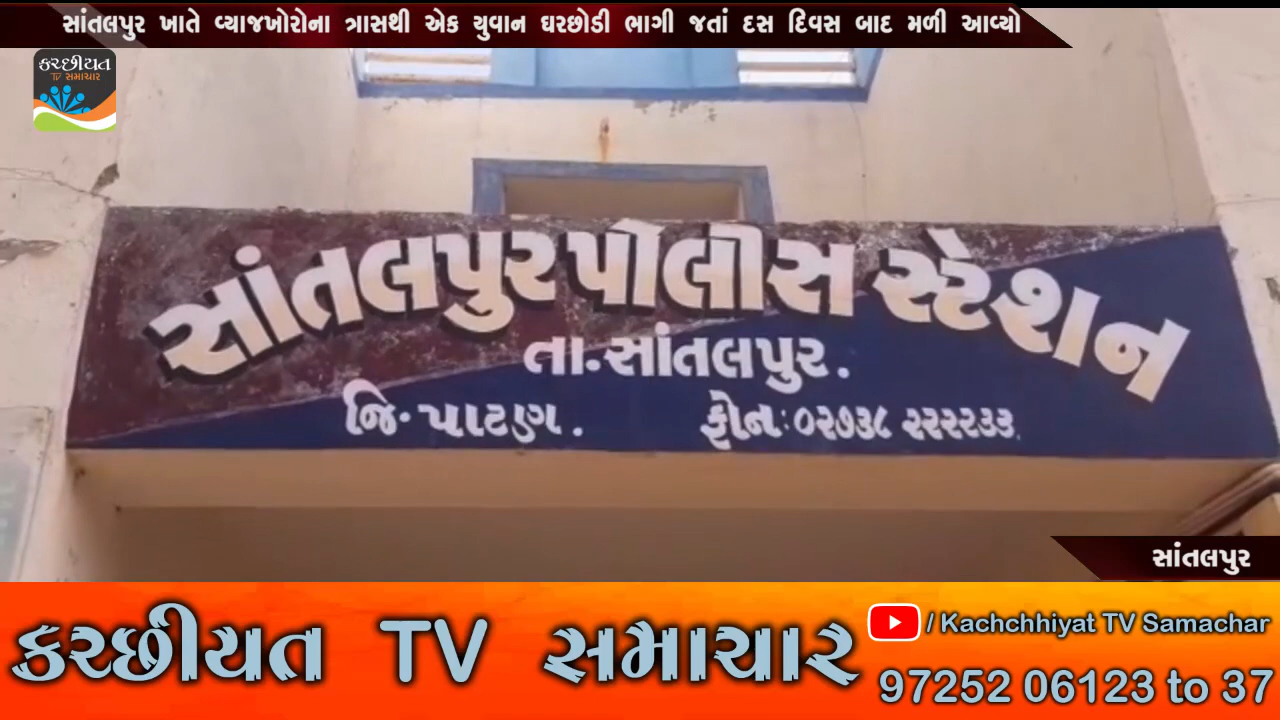 સાંતલપુર ખાતે વ્યાજખોરોના ત્રાસથી એક યુવાન ઘરછોડી ભાગી જતાં દસ દિવસ બાદ મળી આવ્યો
કચ્છીયત
TV સમાચાર
સાંતલપુર પોલીસ સ્ટેશન
તા.સાંતલપુર.
જિ.પાટણ.
ફોન:૦૨૭૩૮ ૨૨૨૨૩૩.
સાંતલપુર
કચ્છીયત TV સમાચાર
/ Kachchhiyat TV Samachar
97252 06123 to 37